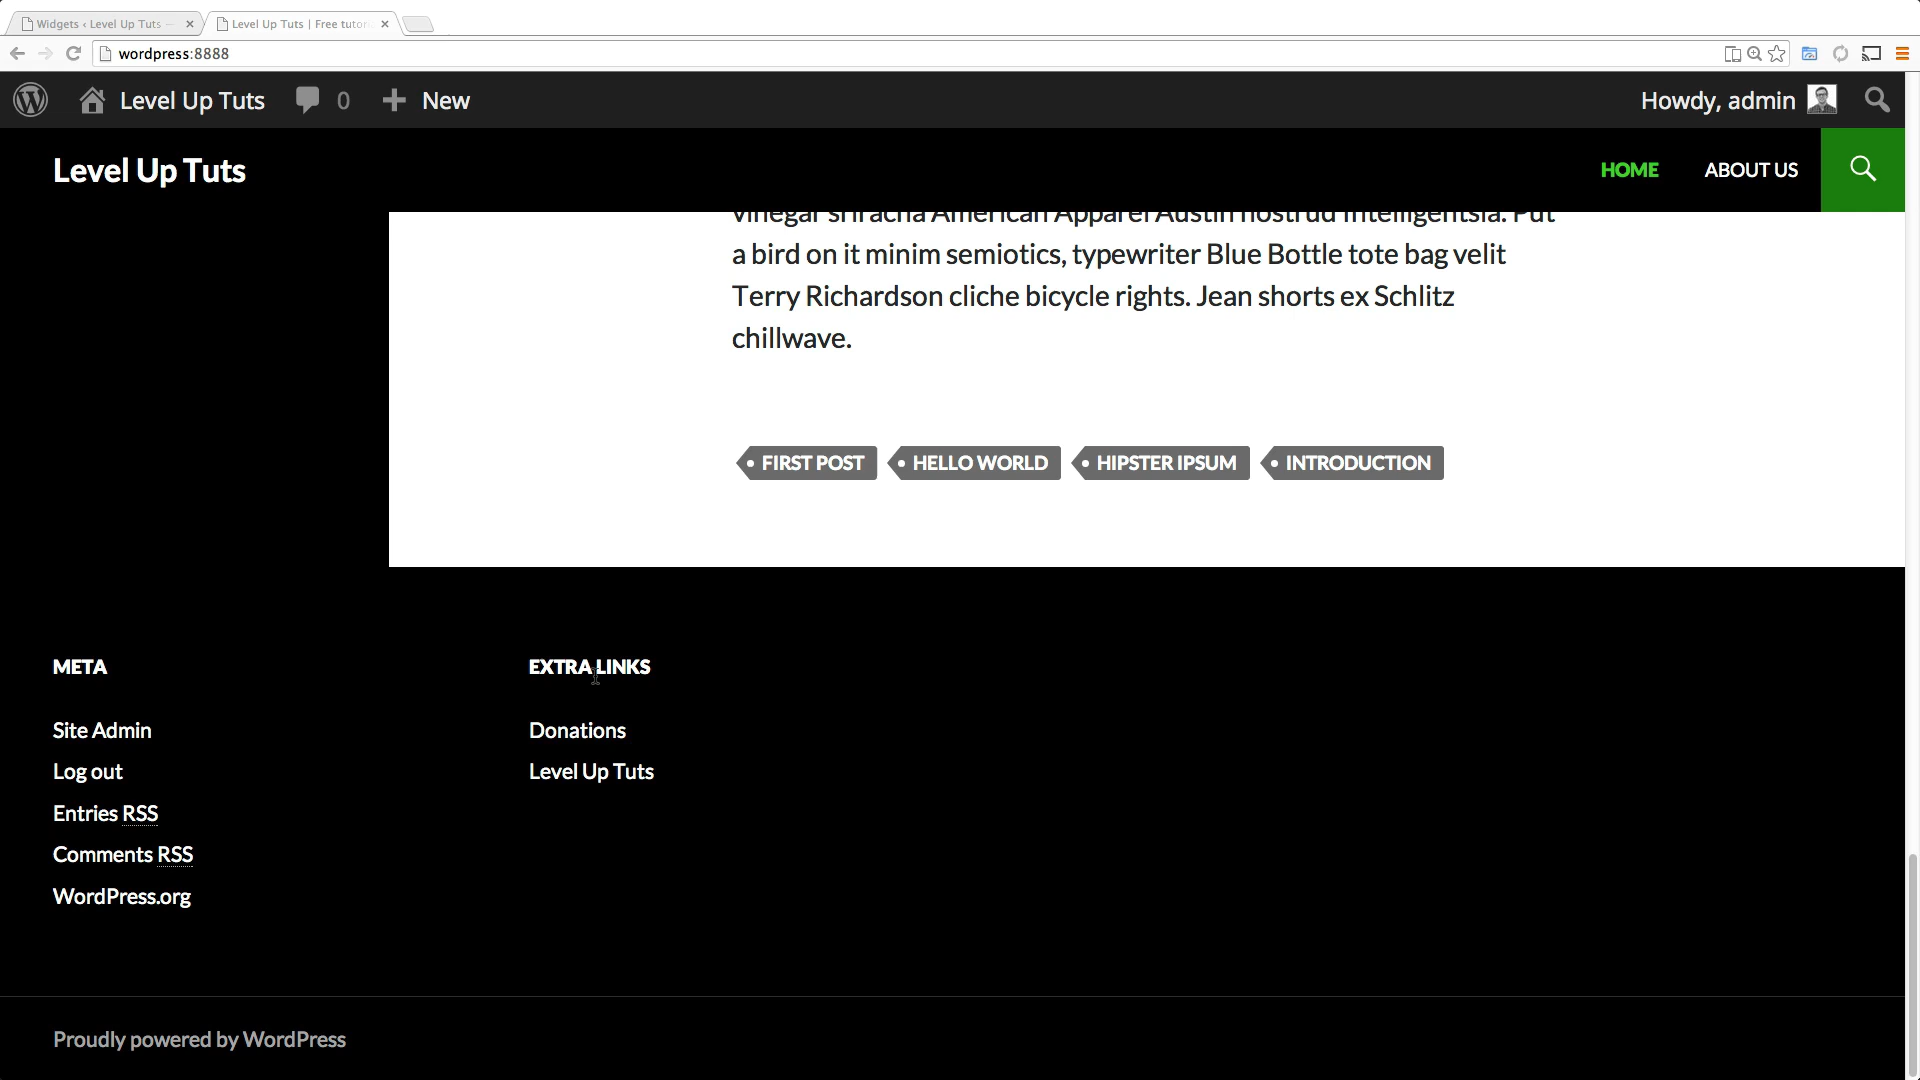 Widgets ‹ Level Up Tuts —
Level Up Tuts | Free tutor
wordpress:8888
Level Up Tuts 0 New Howdy, admin
Level Up Tuts HOME ABOUT US
vinegar sriracha American Apparel Austin nostrud Intelligentsia. Put
a bird on it minim semiotics, typewriter Blue Bottle tote bag velit
Terry Richardson cliche bicycle rights. Jean shorts ex Schlitz
chillwave.
FIRST POST HELLO WORLD HIPSTER IPSUM INTRODUCTION
META
Site Admin
Log out
Entries RSS
Comments RSS
WordPress.org
EXTRA LINKS
Donations
Level Up Tuts
Proudly powered by WordPress